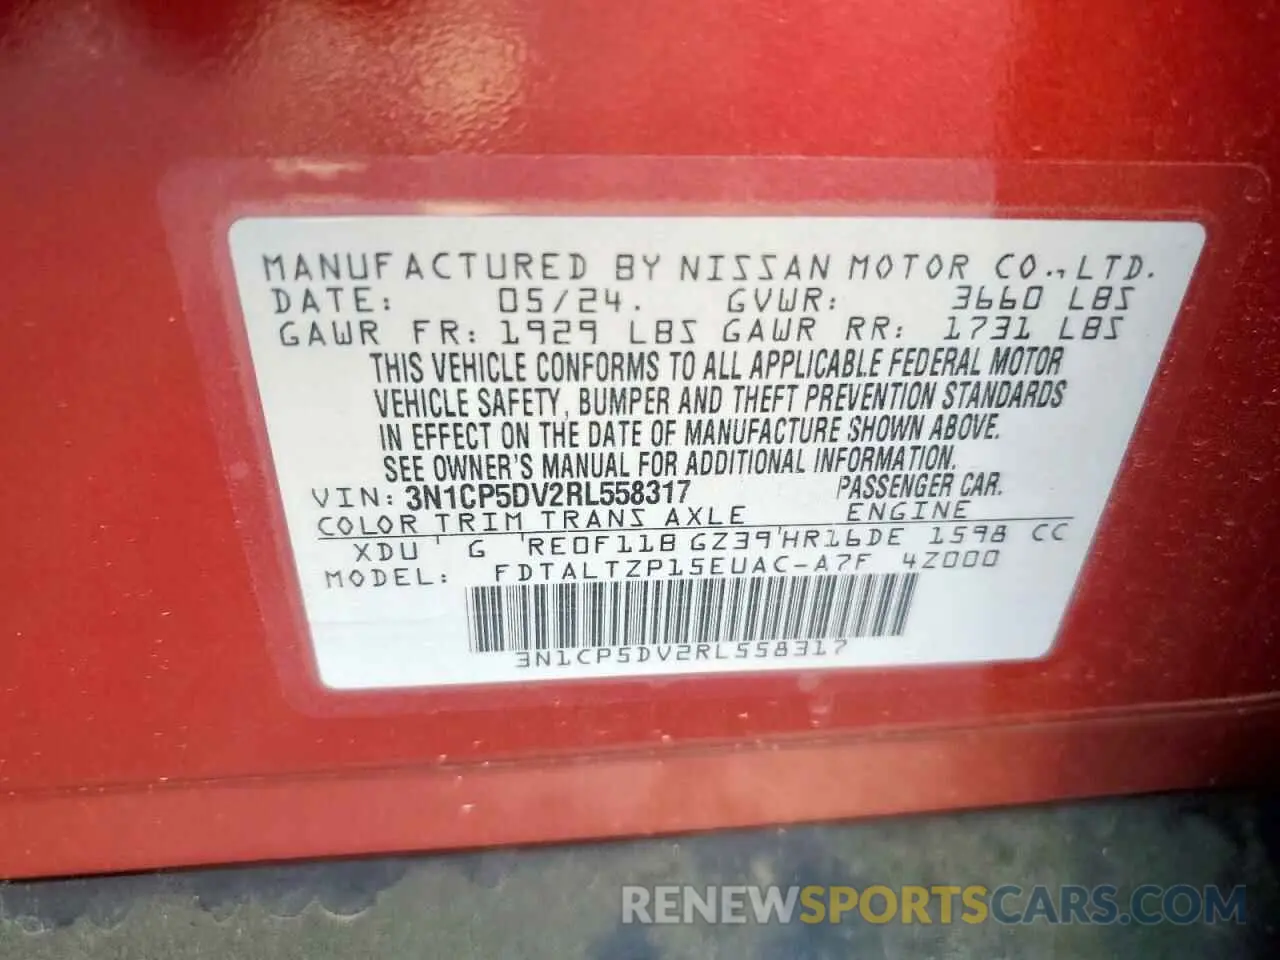 MANUFACTURED BY NISSAN MOTOR CO., LTD.
DATE: 05/24. GVWR: 3660 LBS
GAWR FR: 1929 LBS GAWR RR: 1731 LBS
THIS VEHICLE CONFORMS TO ALL APPLICABLE FEDERAL MOTOR
VEHICLE SAFETY, BUMPER AND THEFT PREVENTION STANDARDS
IN EFFECT ON THE DATE OF MANUFACTURE SHOWN ABOVE.
SEE OWNER'S MANUAL FOR ADDITIONAL INFORMATION.
VIN: 3N1CP5DV2RL558317 PASSENGER CAR.
COLOR TRIM TRANS AXLE ENGINE
XDU G RE0F11B GZ39 HR16DE 1598 CC
MODEL: FDTALTZP15EUAC-A7F 4Z000
3N1CP5DV2RL558317
RENEWSPORTSCARS.COM